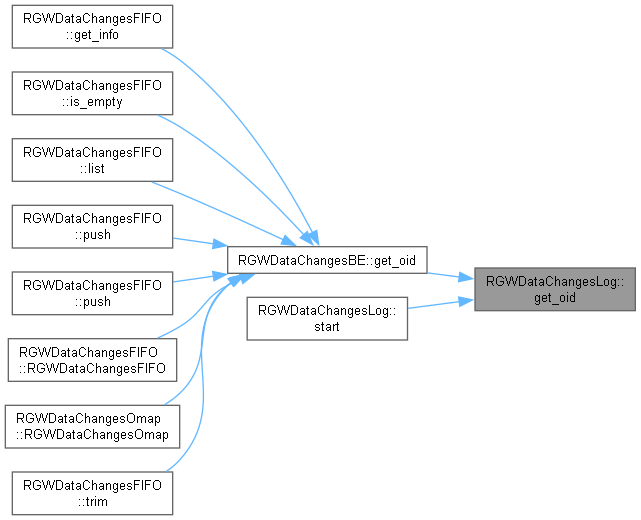 RGWDataChangesFIFO
::get_info
RGWDataChangesFIFO
::is_empty
RGWDataChangesFIFO
::list
RGWDataChangesFIFO
::push
RGWDataChangesFIFO
::push
RGWDataChangesFIFO
::RGWDataChangesFIFO
RGWDataChangesOmap
::RGWDataChangesOmap
RGWDataChangesFIFO
::trim
RGWDataChangesBE::get_oid
RGWDataChangesLog::
start
RGWDataChangesLog::
get_oid